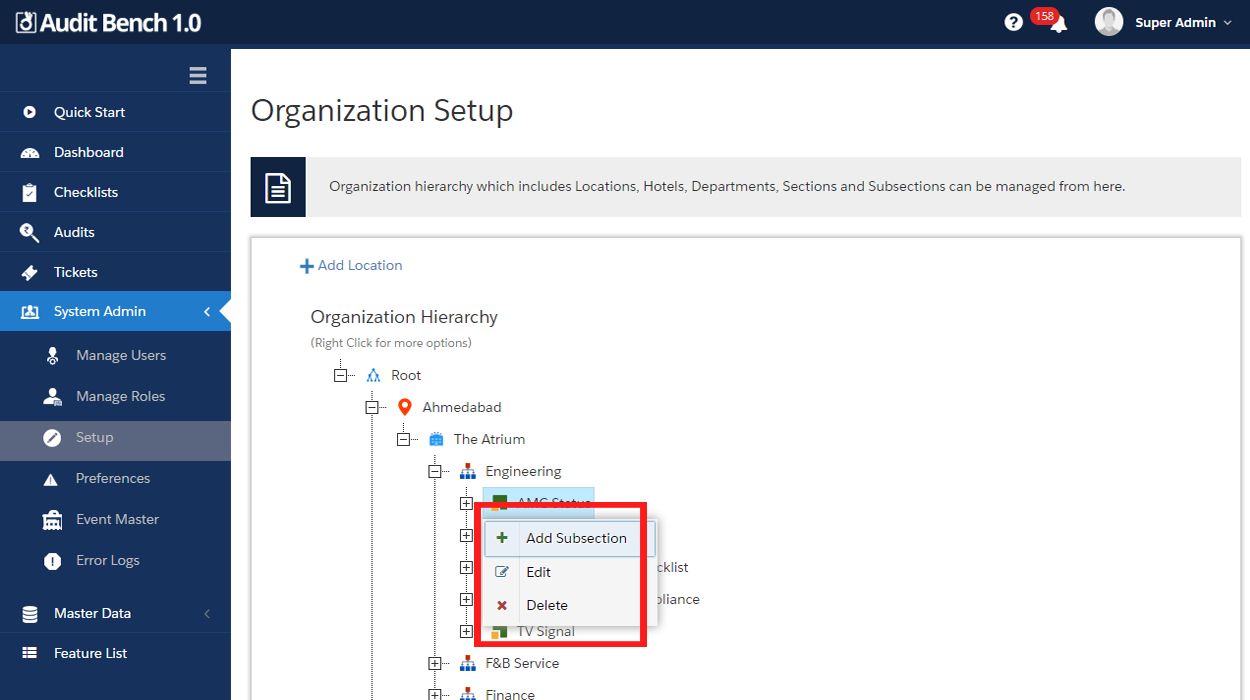 Audit Bench 1.0
158
Super Admin
Quick Start
Dashboard
Checklists
Audits
Tickets
System Admin
Manage Users
Manage Roles
Setup
Preferences
Event Master
Error Logs
Master Data
Feature List
Organization Setup
Organization hierarchy which includes Locations, Hotels, Departments, Sections and Subsections can be managed from here.
Add Location
Organization Hierarchy
(Right Click for more options)
Root
Ahmedabad
The Atrium
Engineering
AMC Status
Add Subsection
Edit
cklist
Delete
pliance
TV Signal
F&B Service
Finance